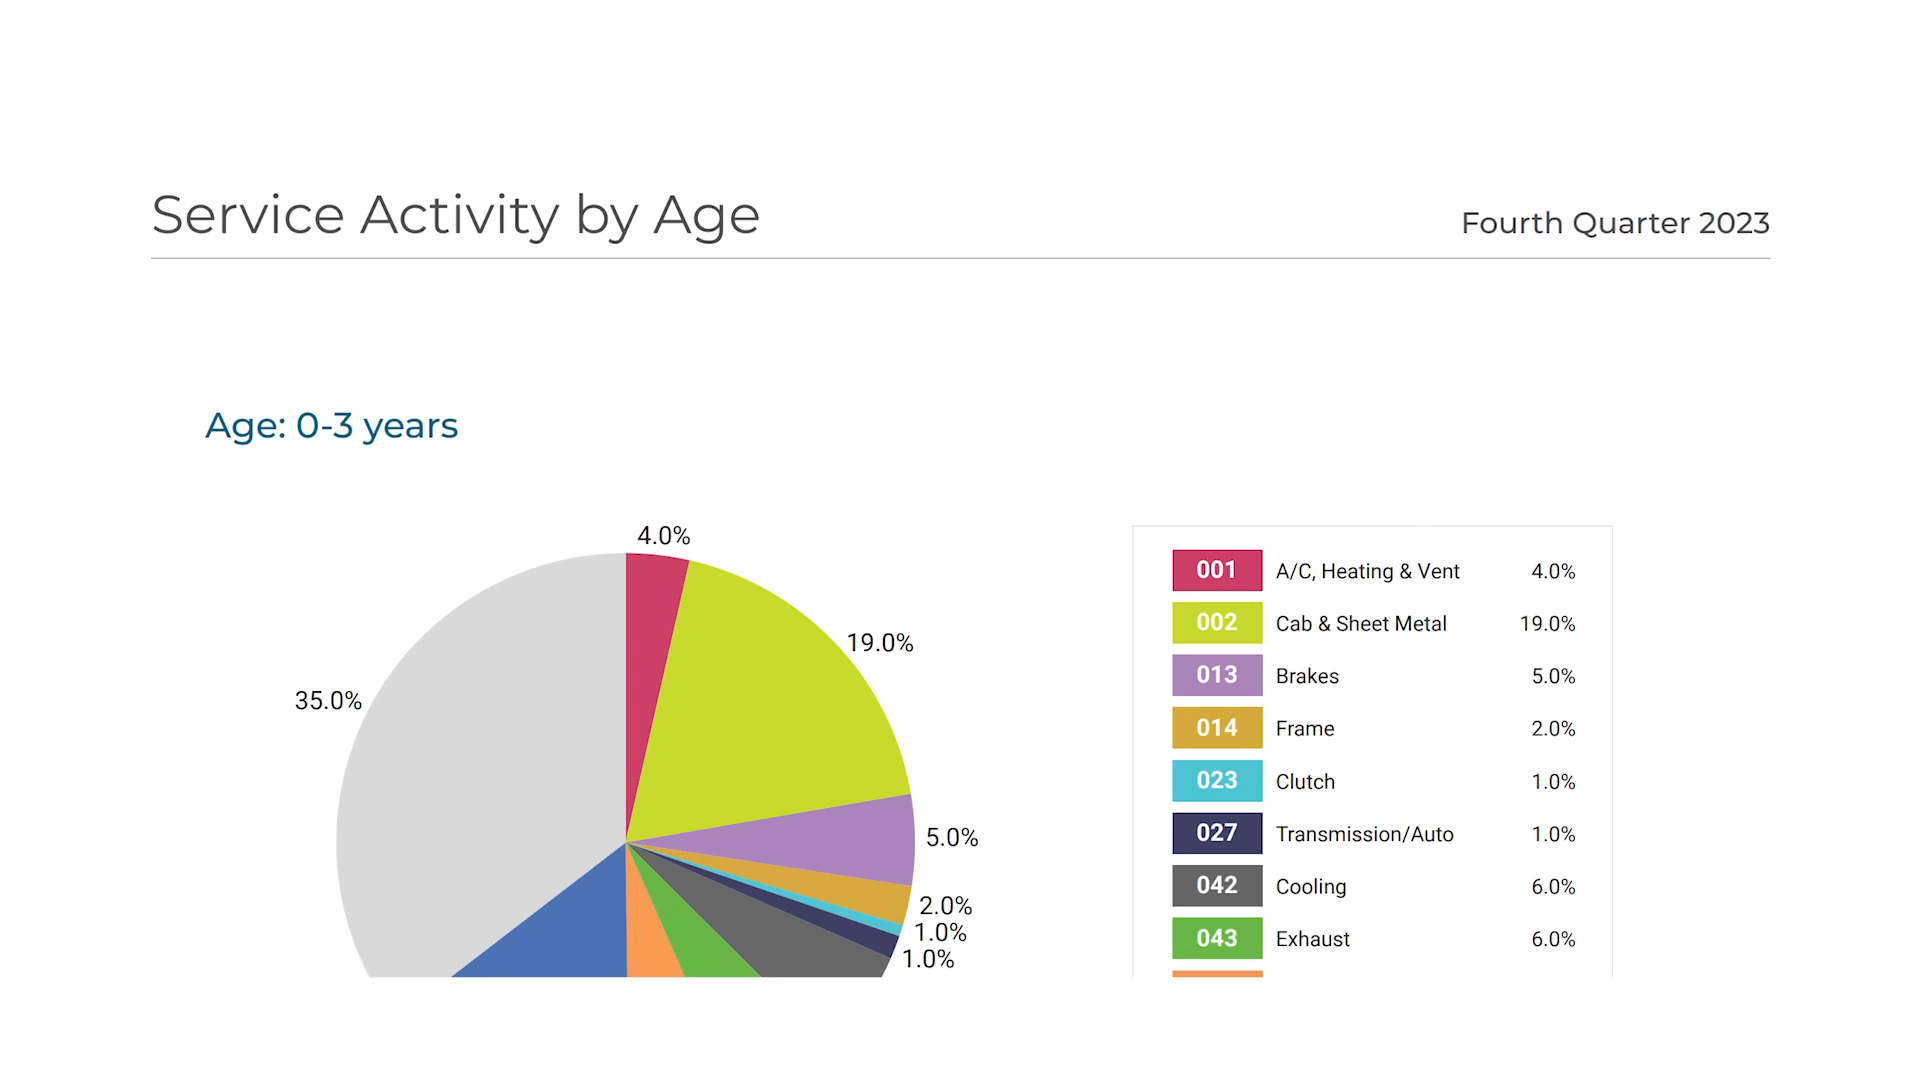 Service Activity by Age
Fourth Quarter 2023
Age: 0-3 years
4.0%
19.0%
35.0%
5.0%
2.0%
1.0%
1.0%
001 A/C, Heating & Vent 4.0%
002 Cab & Sheet Metal 19.0%
013 Brakes 5.0%
014 Frame 2.0%
023 Clutch 1.0%
027 Transmission/Auto 1.0%
042 Cooling 6.0%
043 Exhaust 6.0%